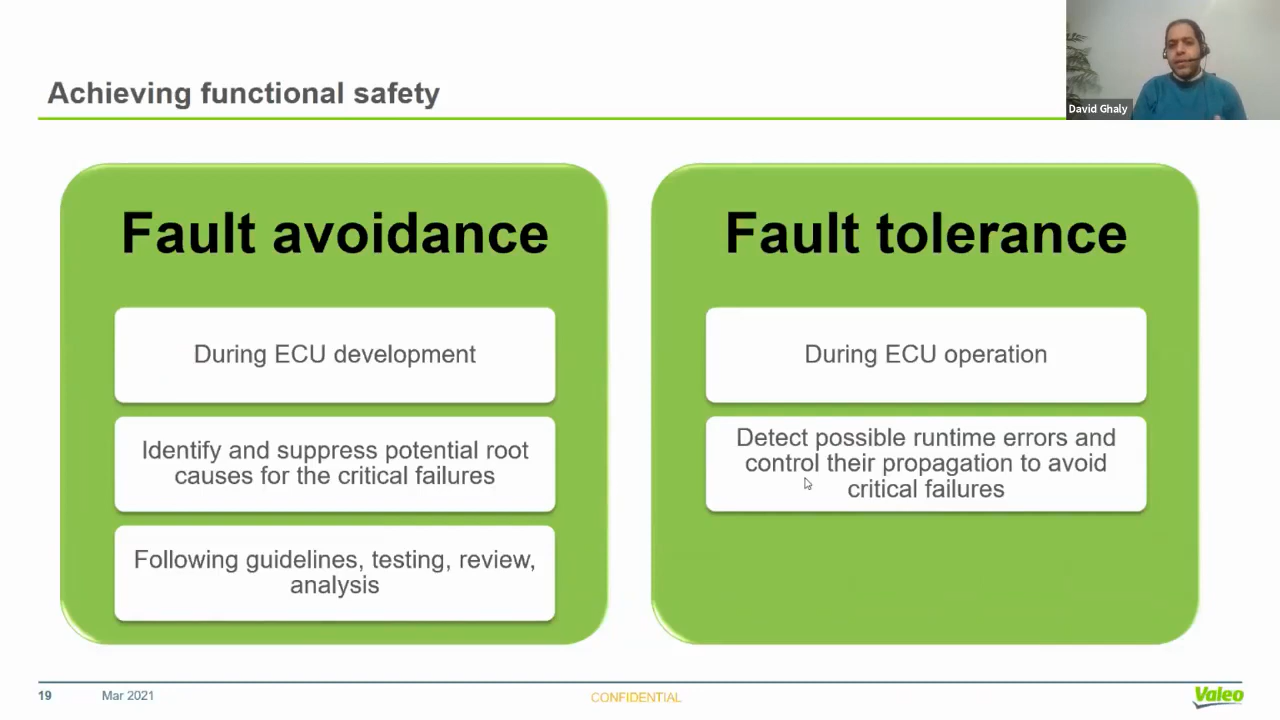 Achieving functional safety
David Ghaly
Fault avoidance
During ECU development
Identify and suppress potential root
causes for the critical failures
Following guidelines, testing, review,
analysis
Fault tolerance
During ECU operation
Detect possible runtime errors and
control their propagation to avoid
critical failures
19
Mar 2021
CONFIDENTIAL
Valeo